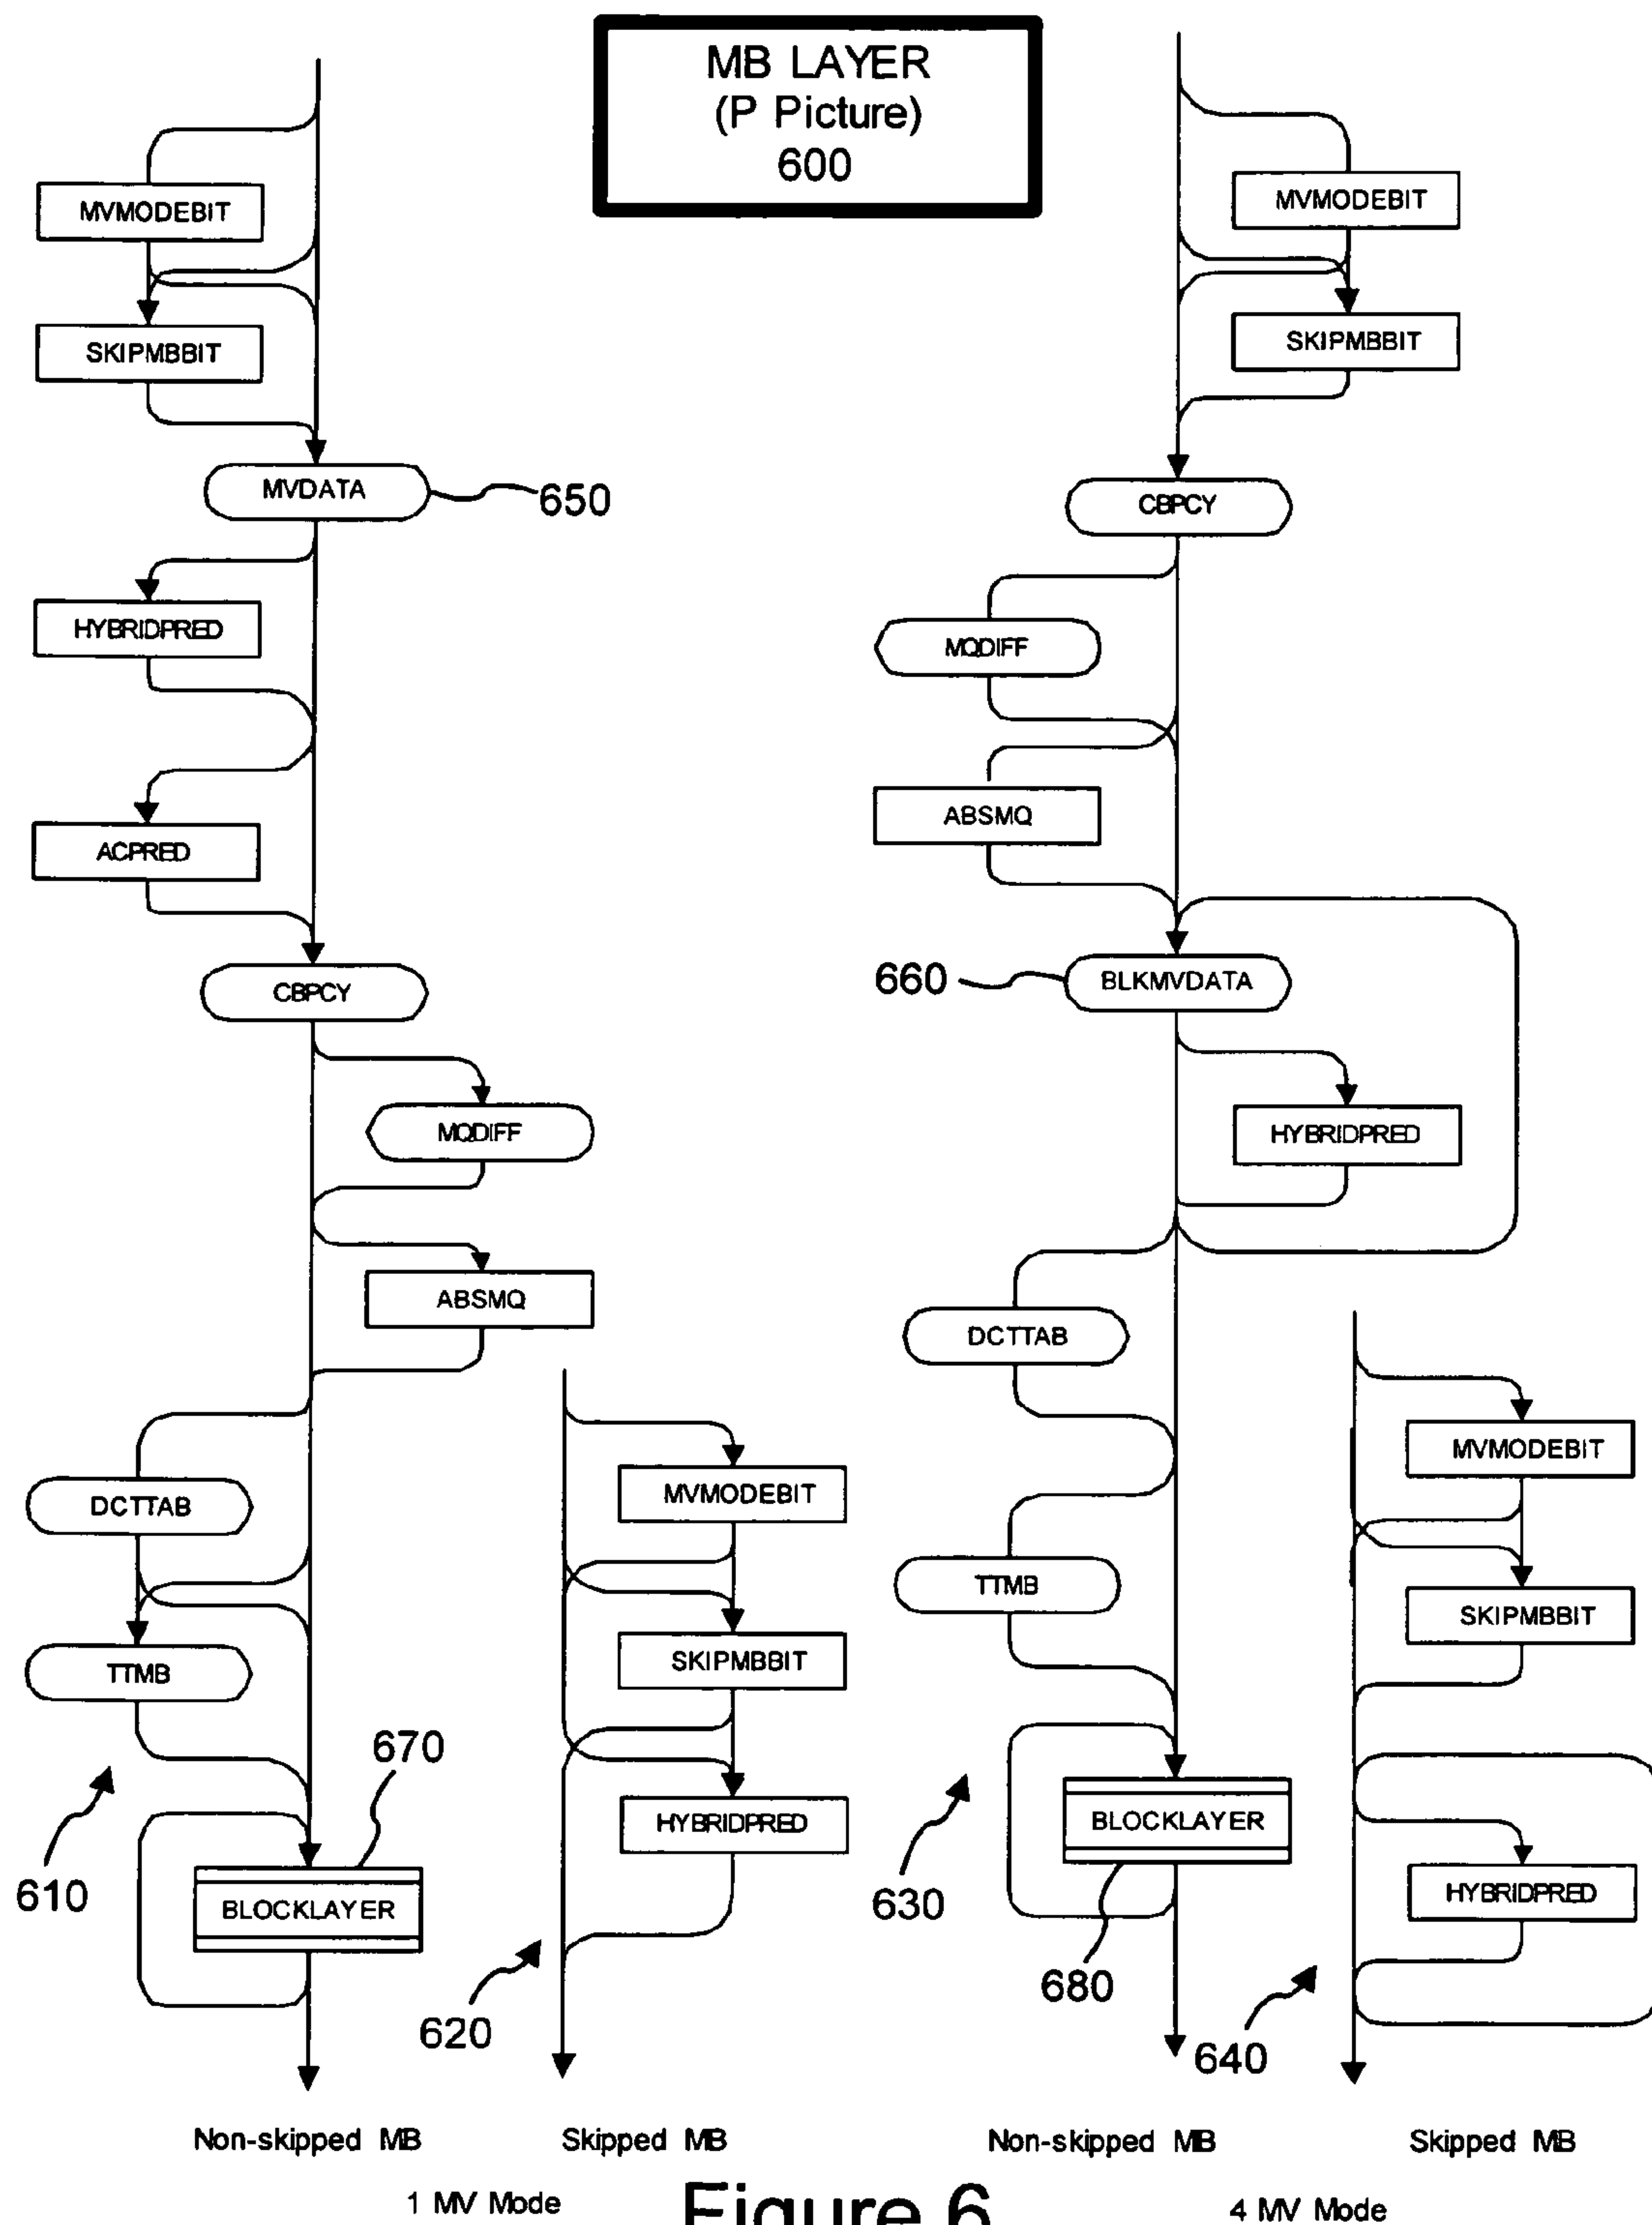 MB LAYER
(P Picture)
600
MVMODEBIT
SKIPMBBIT
MVDATA
650
HYBRIDPRED
ACPRED
CBPCY
MQDIFF
ABSMQ
DCTTAB
TTMB
610
670
BLOCKLAYER
MVMODEBIT
SKIPMBBIT
HYBRIDPRED
620
MVMODEBIT
SKIPMBBIT
CBPCY
MQDIFF
ABSMQ
660
BLKMVDATA
HYBRIDPRED
DCTTAB
TTMB
630
BLOCKLAYER
680
MVMODEBIT
SKIPMBBIT
HYBRIDPRED
640
Non-skipped MB
Skipped MB
Non-skipped MB
Skipped MB
1 MV Mode
Figure 6
4 MV Mode